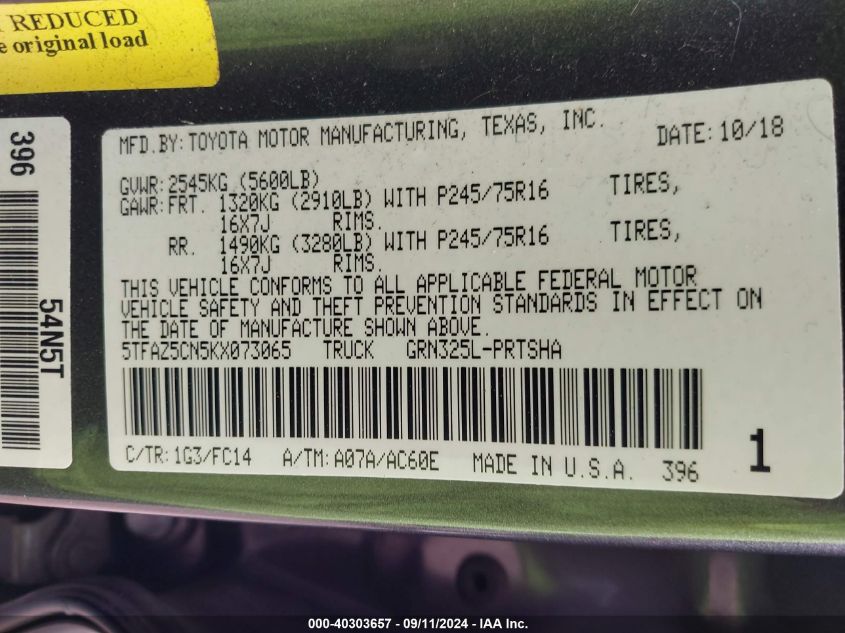 REDUCED
e original load
396
54N5T
MFD.BY:TOYOTA MOTOR MANUFACTURING, TEXAS, INC. DATE:10/18
GVWR:2545KG (5600LB)
GAWR:FRT. 1320KG (2910LB) WITH P245/75R16 TIRES,
16X7J RIMS.
RR. 1490KG (3280LB) WITH P245/75R16 TIRES,
16X7J RIMS.
THIS VEHICLE CONFORMS TO ALL APPLICABLE FEDERAL MOTOR
VEHICLE SAFETY AND THEFT PREVENTION STANDARDS IN EFFECT ON
THE DATE OF MANUFACTURE SHOWN ABOVE.
5TFAZ5CN5KX073065 TRUCK GRN325L-PRTSHA
C/TR:1G3/FC14 A/TM:A07A/AC60E MADE IN U.S.A. 396 1
000-40303657 - 09/11/2024 - IAA Inc.